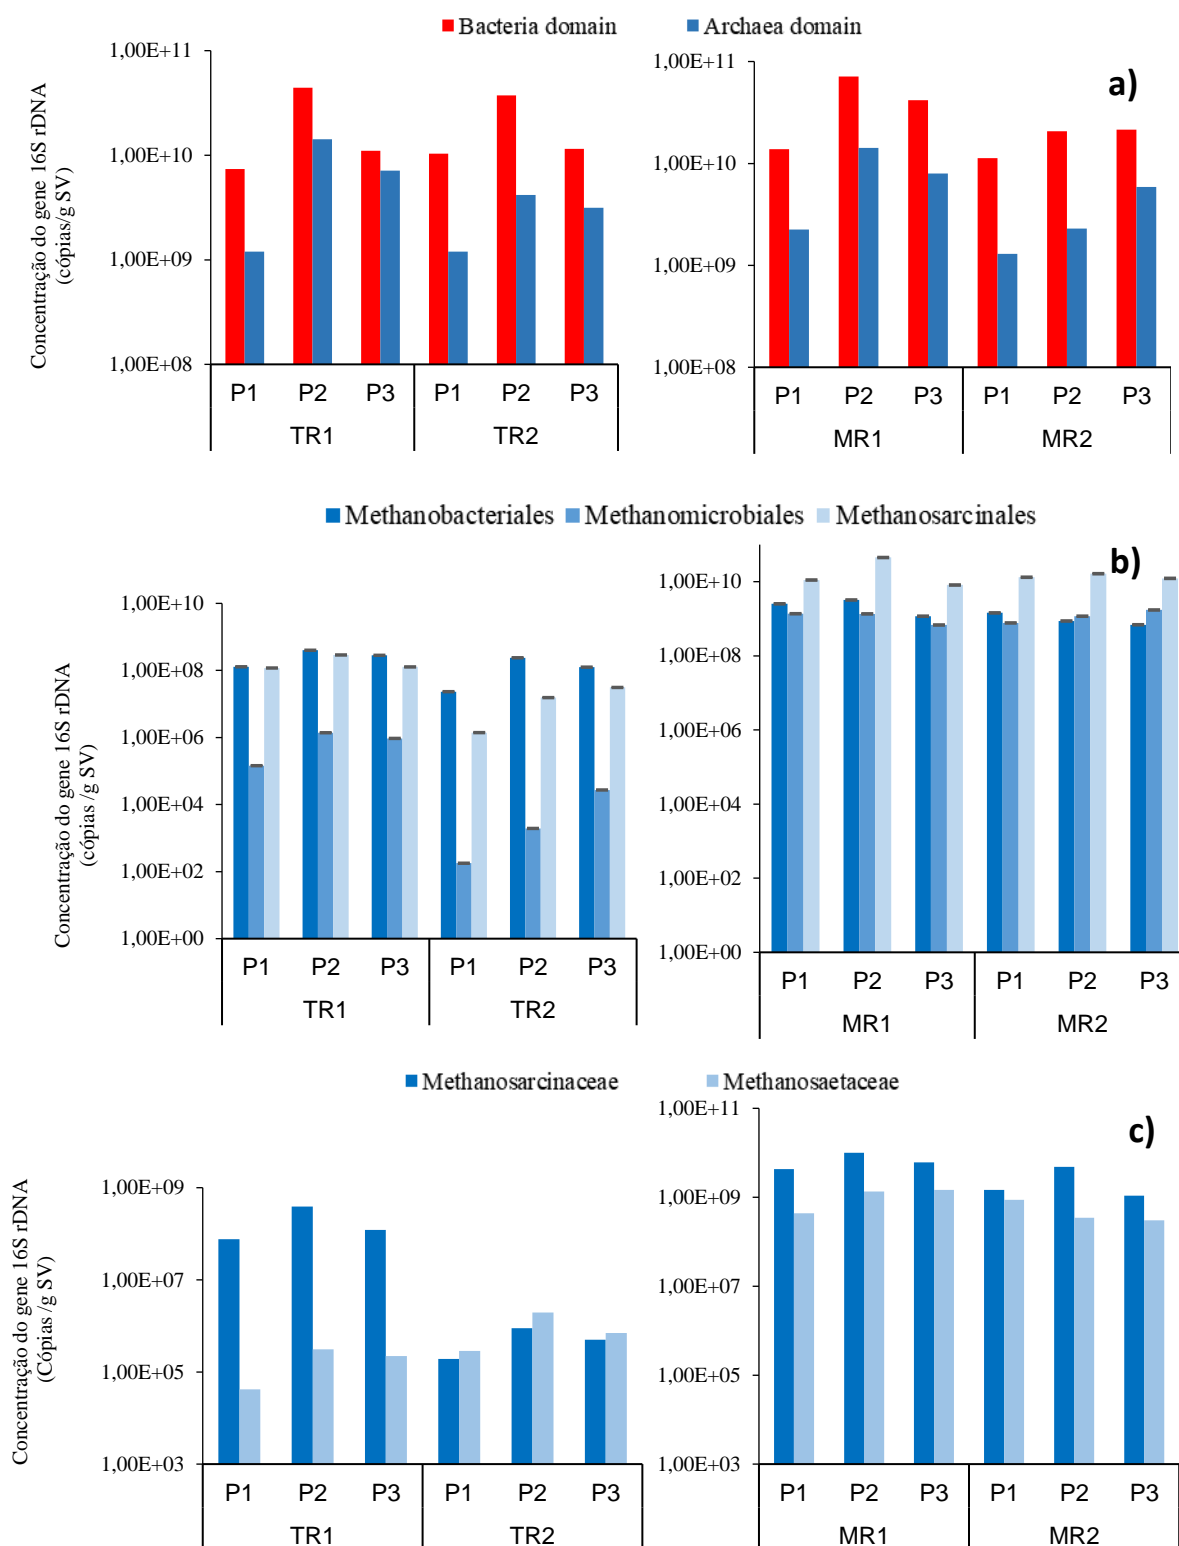 Bacteria domain Archaea domain
a)
Concentração do gene 16S rDNA
(cópias/g SV)
1,00E+11
1,00E+10
1,00E+09
1,00E+08
P1 P2 P3 P1 P2 P3
TR1 TR2
1,00E+11
1,00E+10
1,00E+09
1,00E+08
P1 P2 P3 P1 P2 P3
MR1 MR2
Methanobacteriales Methanomicrobiales Methanosarcinales
b)
Concentração do gene 16S rDNA
(cópias /g SV)
1,00E+10
1,00E+08
1,00E+06
1,00E+04
1,00E+02
1,00E+00
P1 P2 P3 P1 P2 P3
TR1 TR2
1,00E+10
1,00E+08
1,00E+06
1,00E+04
1,00E+02
1,00E+00
P1 P2 P3 P1 P2 P3
MR1 MR2
Methanosarcinaceae Methanosaetaceae
c)
Concentração do gene 16S rDNA
(Cópias /g SV)
1,00E+09
1,00E+07
1,00E+05
1,00E+03
P1 P2 P3 P1 P2 P3
TR1 TR2
1,00E+11
1,00E+09
1,00E+07
1,00E+05
1,00E+03
P1 P2 P3 P1 P2 P3
MR1 MR2